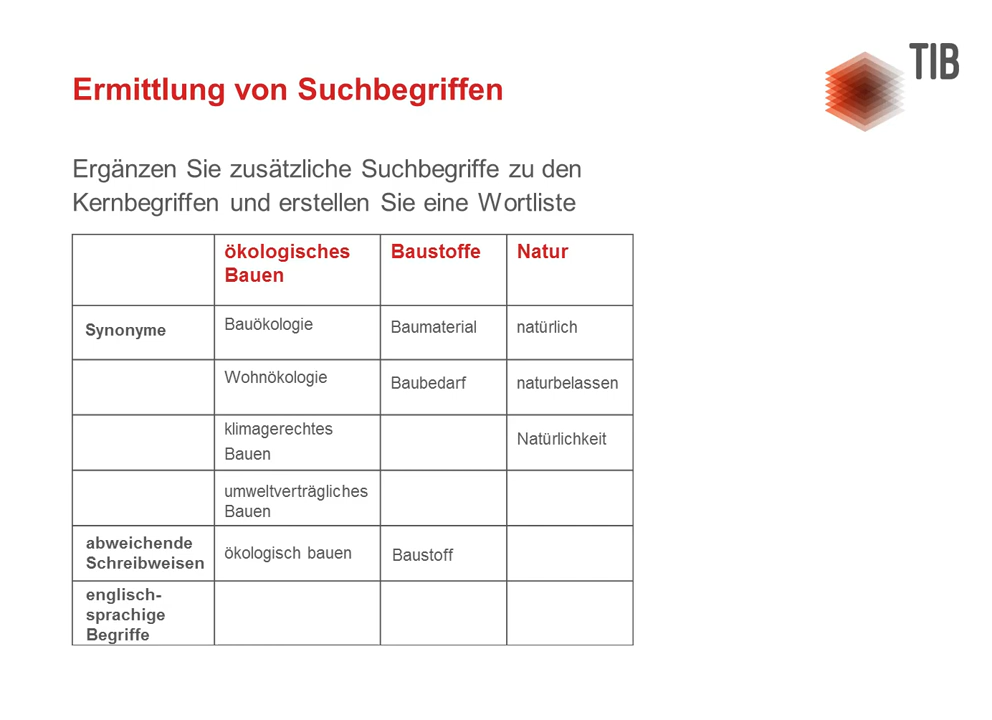 TIB
Ermittlung von Suchbegriffen
Ergänzen Sie zusätzliche Suchbegriffe zu den
Kernbegriffen und erstellen Sie eine Wortliste
ökologisches
Bauen
Baustoffe
Natur
Synonyme
Bauökologie
Baumaterial
natürlich
Wohnökologie
Baubedarf
naturbelassen
klimagerechtes
Bauen
Natürlichkeit
umweltverträgliches
Bauen
abweichende
Schreibweisen
ökologisch bauen
Baustoff
englisch-
sprachige
Begriffe